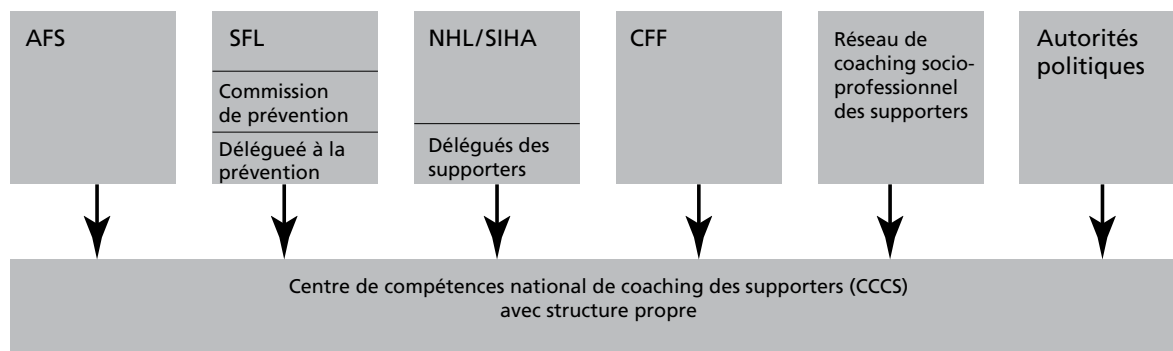 AFS
SFL
Commission
de prévention
Délégueé à la
prévention
NHL/SIHA
Délégués des
supporters
CFF
Réseau de
coaching socio-
professionnel
des supporters
Autorités
politiques
Centre de compétences national de coaching des supporters (CCCS)
avec structure propre